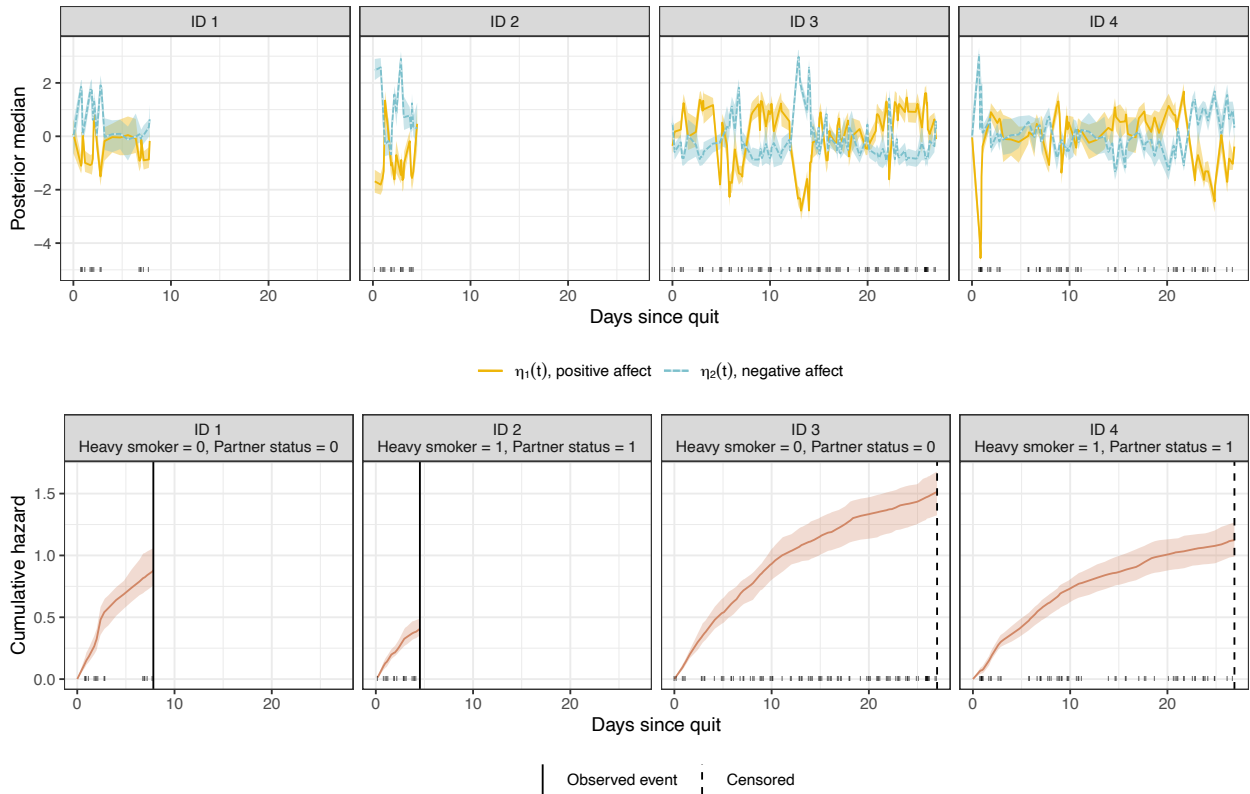 ID 1
ID 2
ID 3
ID 4
Posterior median
2
0
−2
−4
0
10
20
0
10
20
0
10
20
0
10
20
Days since quit
η₁(t), positive affect
η₂(t), negative affect
ID 1
Heavy smoker = 0, Partner status = 0
ID 2
Heavy smoker = 1, Partner status = 1
ID 3
Heavy smoker = 0, Partner status = 0
ID 4
Heavy smoker = 1, Partner status = 1
Cumulative hazard
1.5
1.0
0.5
0.0
0
10
20
0
10
20
0
10
20
0
10
20
Days since quit
Observed event
Censored